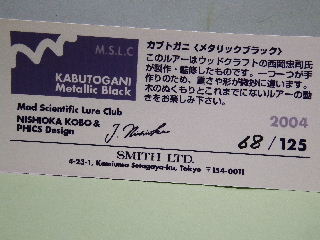 M.S.L.C
KABUTOGANI
Metallic Black
Mad Scientific Lure Club
NISHIOKA KOBO &
PHICS Design
カブトガニ〈メタリックブラック〉
このルアーはウッドクラフトの西岡忠司氏
が製作・監修したものです。一つ一つが手
作りのため、重さや形が微妙に違います。
木のぬくもりとこれまでにないルアーの動
きをお楽しみ下さい。
2004
68/125
SMITH LTD.
4-23-1, Kamiuma Setagaya-ku, Tokyo 〒154-0011